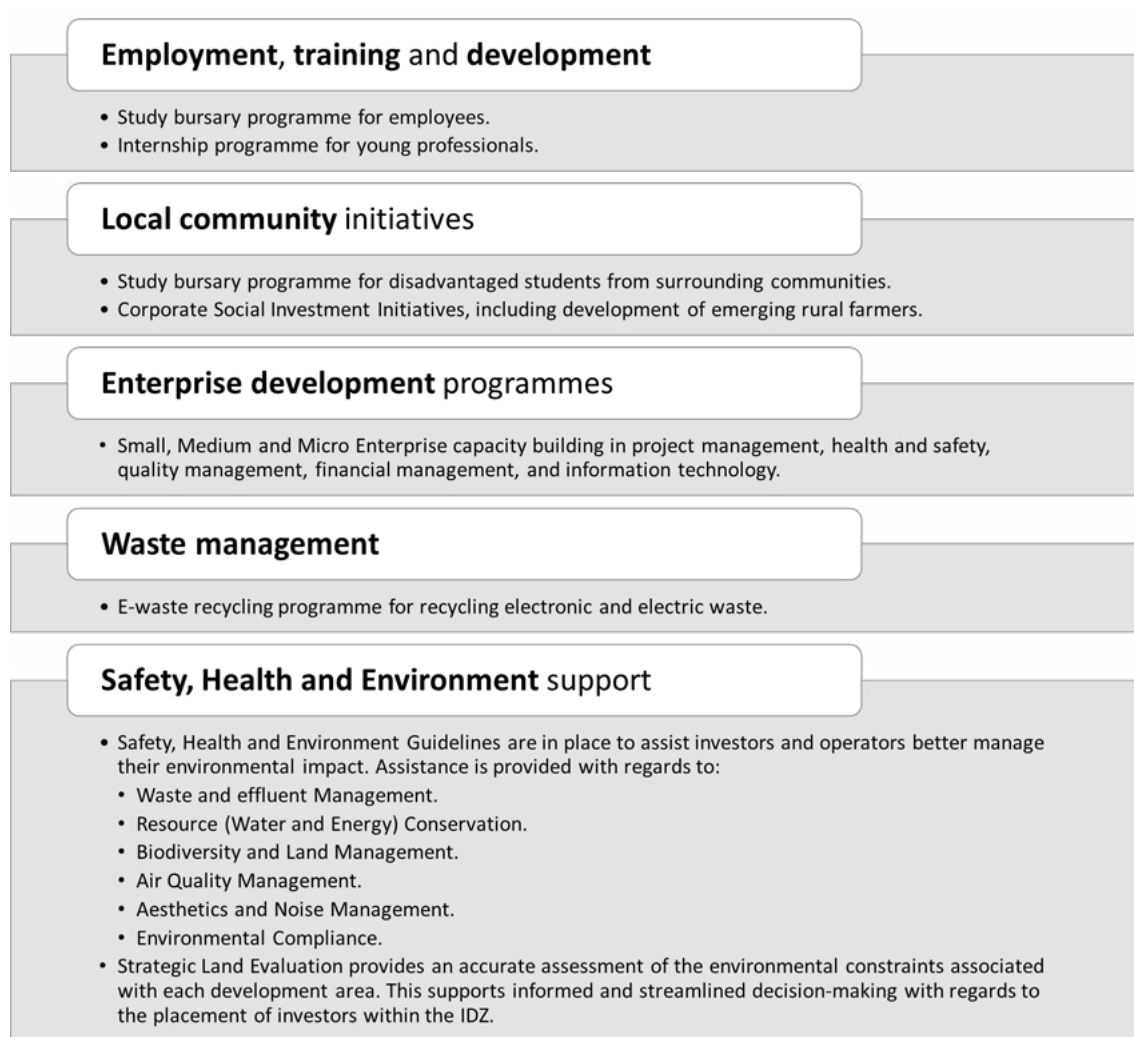 Employment, training and development
• Study bursary programme for employees.
• Internship programme for young professionals.
Local community initiatives
• Study bursary programme for disadvantaged students from surrounding communities.
• Corporate Social Investment Initiatives, including development of emerging rural farmers.
Enterprise development programmes
• Small, Medium and Micro Enterprise capacity building in project management, health and safety,
quality management, financial management, and information technology.
Waste management
• E-waste recycling programme for recycling electronic and electric waste.
Safety, Health and Environment support
• Safety, Health and Environment Guidelines are in place to assist investors and operators better manage
their environmental impact. Assistance is provided with regards to:
• Waste and effluent Management.
• Resource (Water and Energy) Conservation.
• Biodiversity and Land Management.
• Air Quality Management.
• Aesthetics and Noise Management.
• Environmental Compliance.
• Strategic Land Evaluation provides an accurate assessment of the environmental constraints associated
with each development area. This supports informed and streamlined decision-making with regards to
the placement of investors within the IDZ.